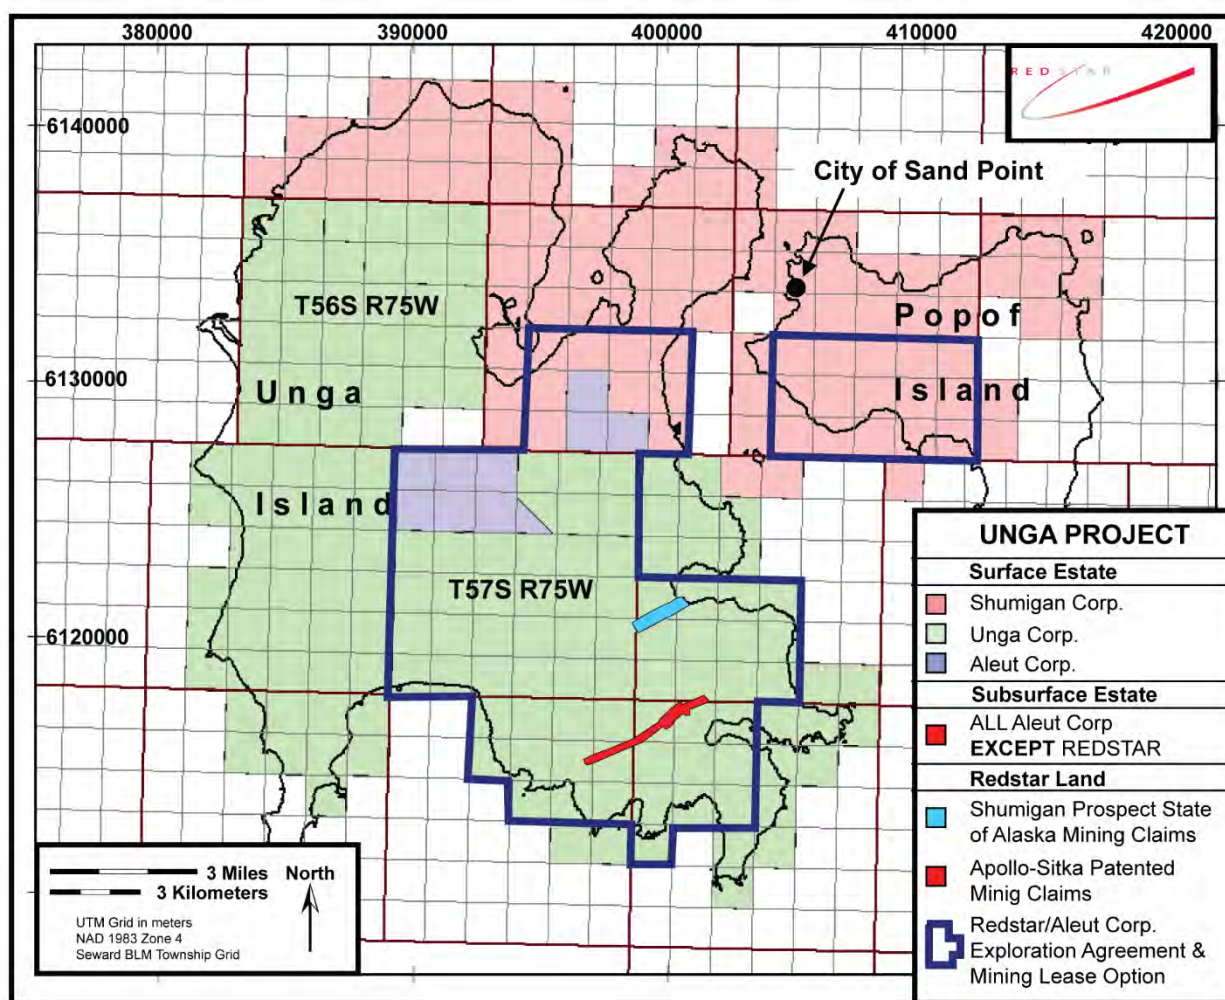 380000
390000
400000
410000
420000
REDSTAR
6140000
City of Sand Point
T56S R75W
Popof
6130000
Unga
Island
Island
UNGA PROJECT
Surface Estate
T57S R75W
Shumigan Corp.
6120000
Unga Corp.
Aleut Corp.
Subsurface Estate
ALL Aleut Corp
EXCEPT REDSTAR
Redstar Land
Shumigan Prospect State
of Alaska Mining Claims
3 Miles
North
3 Kilometers
Apollo-Sitka Patented
Minig Claims
UTM Grid in meters
NAD 1983 Zone 4
Seward BLM Township Grid
Redstar/Aleut Corp.
Exploration Agreement &
Mining Lease Option